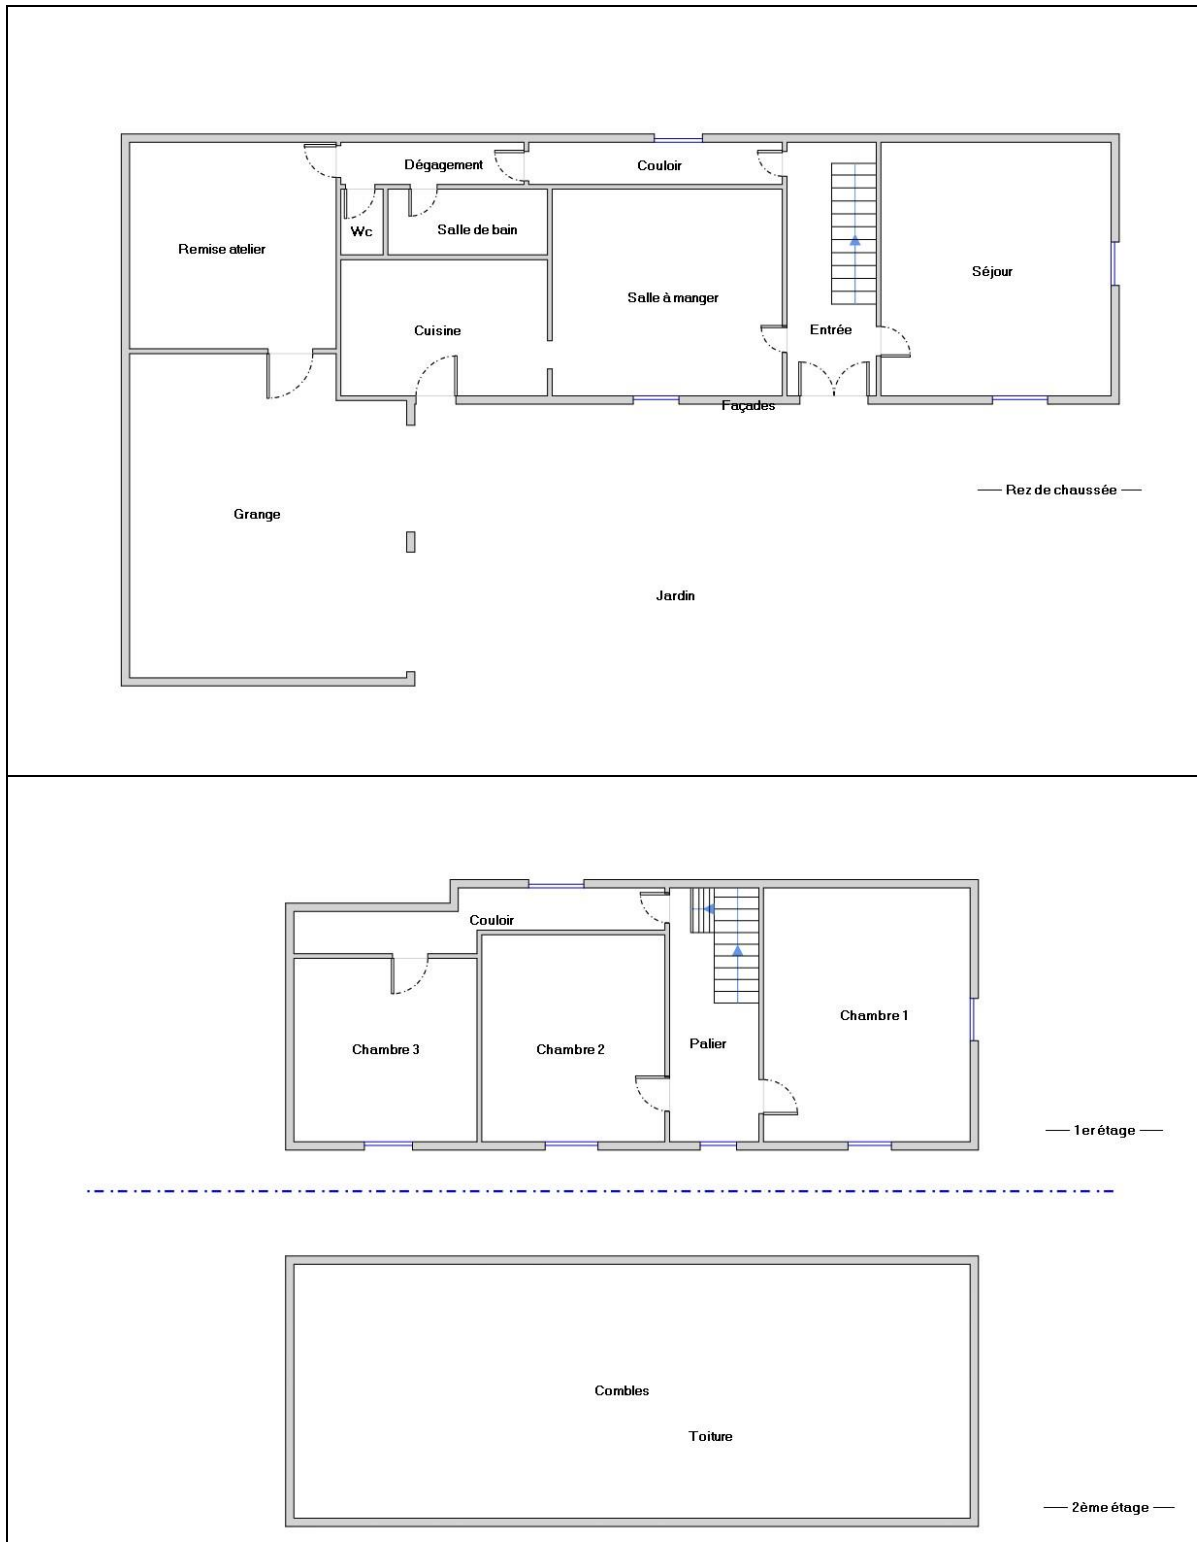 Dégagement
Couloir
Wc
Salle de bain
Remise atelier
Séjour
Salle à manger
Cuisine
Entrée
Façades
Rez de chaussée
Grange
Jardin
Couloir
Chambre 1
Palier
Chambre 3
Chambre 2
1er étage
Combles
Toiture
2ème étage